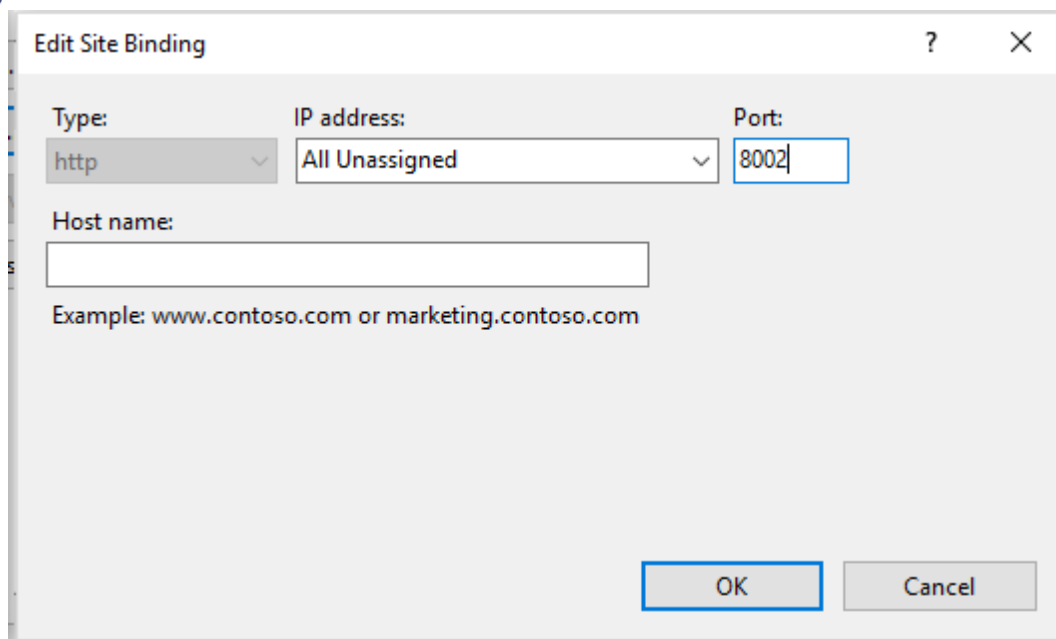 Edit Site Binding ? ×
Type: IP address: Port:
http All Unassigned 8002
Host name:
Example: www.contoso.com or marketing.contoso.com
OK Cancel